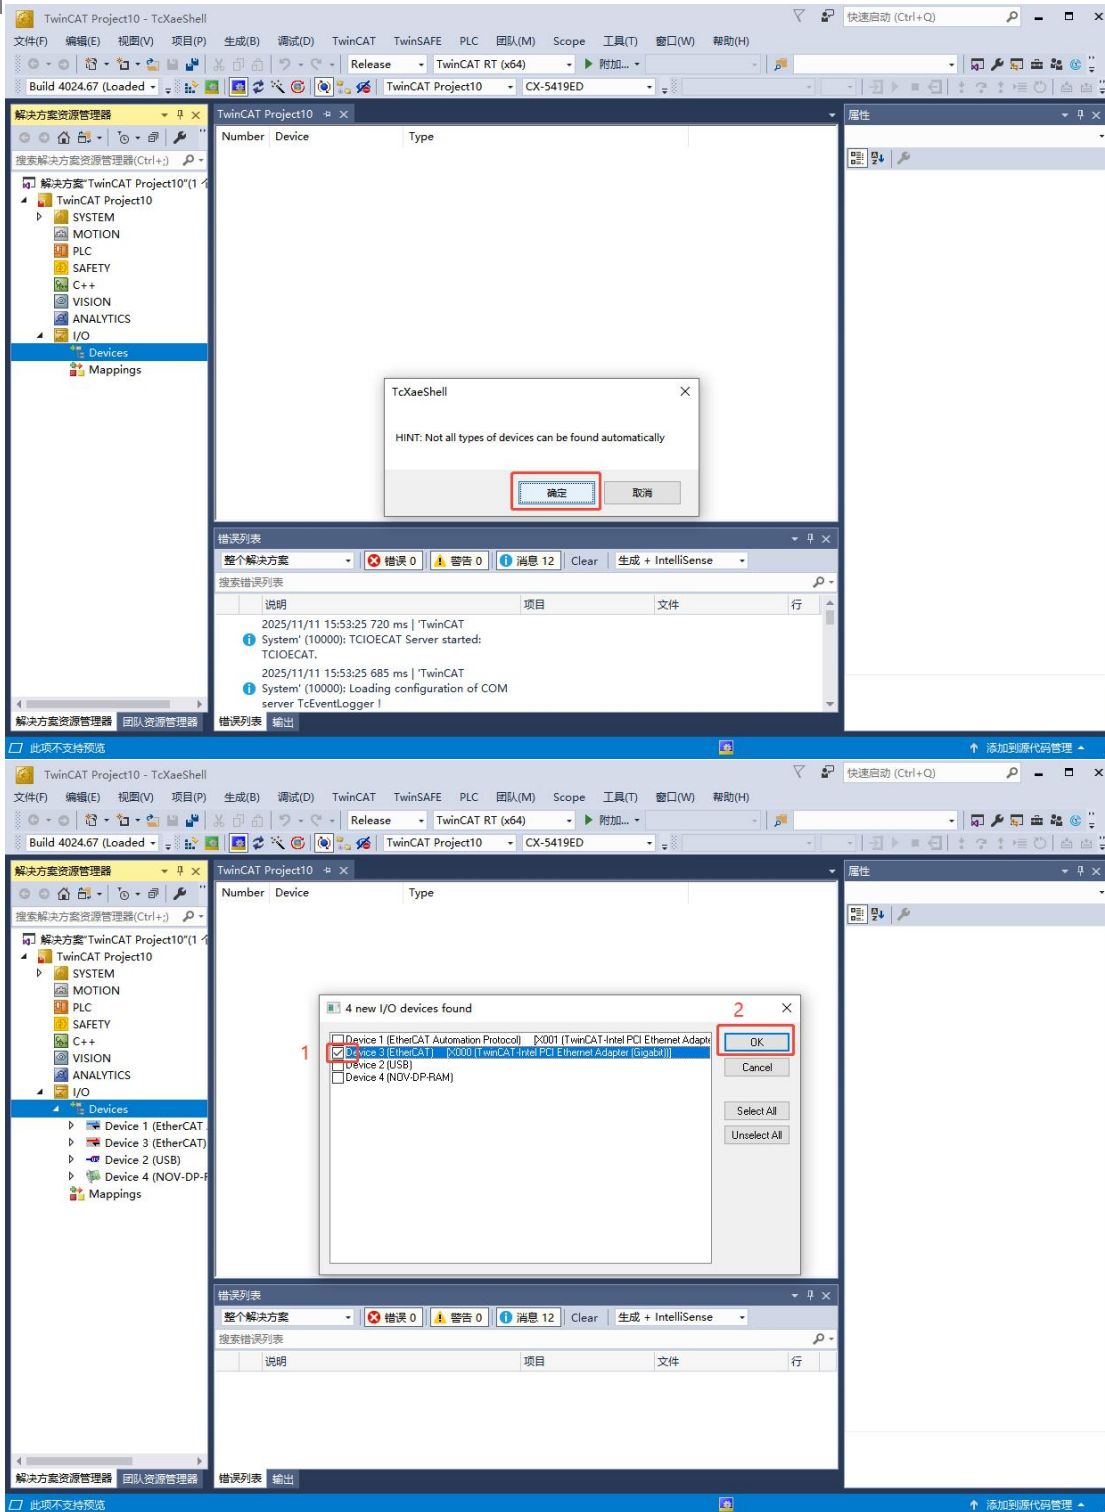 TwinCAT Project10 - TcXaeShell
快速启动 (Ctrl+Q)
文件(F) 编辑(E) 视图(V) 项目(P) 生成(B) 调试(D) TwinCAT TwinSAFE PLC 团队(M) Scope 工具(T) 窗口(W) 帮助(H)
Release TwinCAT RT (x64) 附加...
Build 4024.67 (Loaded TwinCAT Project10 CX-5419ED
解决方案资源管理器
TwinCAT Project10
属性
Number Device Type
搜索解决方案资源管理器(Ctrl+;)
解决方案"TwinCAT Project10"(1 个
TwinCAT Project10
SYSTEM
MOTION
PLC
SAFETY
C++
VISION
ANALYTICS
I/O
Devices
Mappings
TcXaeShell
HINT: Not all types of devices can be found automatically
确定 取消
错误列表
整个解决方案 错误 0 警告 0 消息 12 Clear 生成 + IntelliSense
搜索错误列表
说明 项目 文件 行
2025/11/11 15:53:25 720 ms | 'TwinCAT
System' (10000): TCIOECAT Server started:
TCIOECAT.
2025/11/11 15:53:25 685 ms | 'TwinCAT
System' (10000): Loading configuration of COM
server TcEventLogger !
解决方案资源管理器 团队资源管理器 错误列表 输出
此项不支持预览 添加到源代码管理
TwinCAT Project10 - TcXaeShell
快速启动 (Ctrl+Q)
文件(F) 编辑(E) 视图(V) 项目(P) 生成(B) 调试(D) TwinCAT TwinSAFE PLC 团队(M) Scope 工具(T) 窗口(W) 帮助(H)
Release TwinCAT RT (x64) 附加...
Build 4024.67 (Loaded TwinCAT Project10 CX-5419ED
解决方案资源管理器
TwinCAT Project10
属性
Number Device Type
搜索解决方案资源管理器(Ctrl+;)
解决方案"TwinCAT Project10"(1 个
TwinCAT Project10
SYSTEM
MOTION
PLC
SAFETY
C++
VISION
ANALYTICS
I/O
Devices
Device 1 (EtherCAT
Device 3 (EtherCAT)
Device 2 (USB)
Device 4 (NOV-DP-R
Mappings
4 new I/O devices found
2
1
Device 1 (EtherCAT Automation Protocol) [X001 (TwinCAT-Intel PCI Ethernet Adapte
Device 3 (EtherCAT) [X000 (TwinCAT-Intel PCI Ethernet Adapter (Gigabit))]
Device 2 (USB)
Device 4 (NOV-DP-RAM)
OK
Cancel
Select All
Unselect All
错误列表
整个解决方案 错误 0 警告 0 消息 12 Clear 生成 + IntelliSense
搜索错误列表
说明 项目 文件 行
解决方案资源管理器 团队资源管理器 错误列表 输出
此项不支持预览 添加到源代码管理